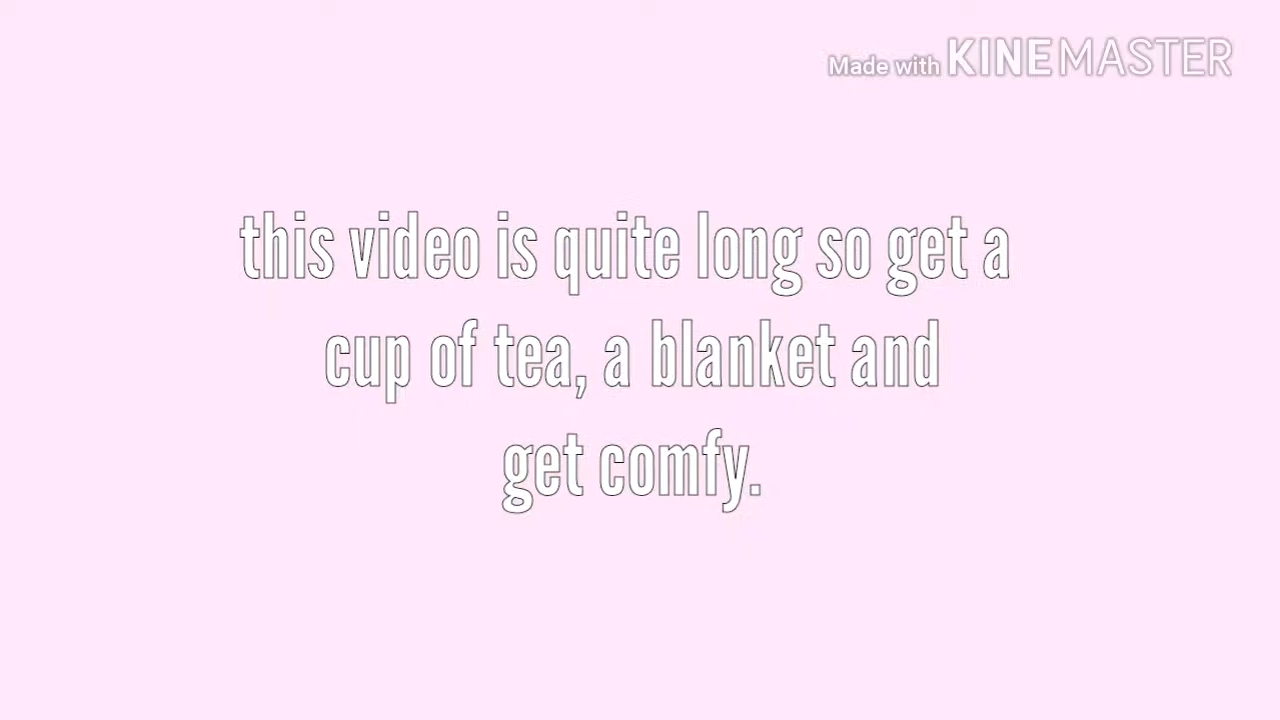 Made with KINEMASTER
this video is quite long so get a
cup of tea, a blanket and
get comfy.